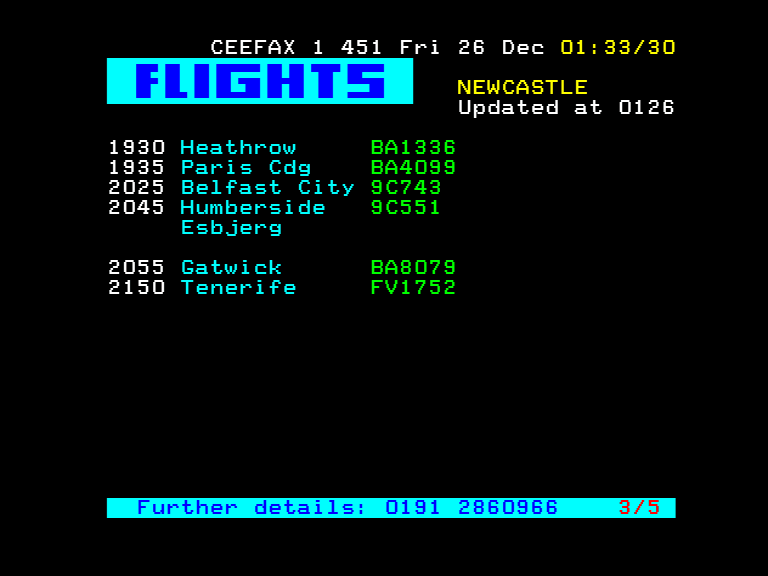 CEEFAX 1 451 Fri 26 Dec 01:33/30
FLIGHTS
NEWCASTLE
Updated at 0126
1930 Heathrow BA1336
1935 Paris Cdg BA4099
2025 Belfast City 9C743
2045 Humberside 9C551
Esbjerg
2055 Gatwick BA8079
2150 Tenerife FV1752
Further details: 0191 2860966 3/5